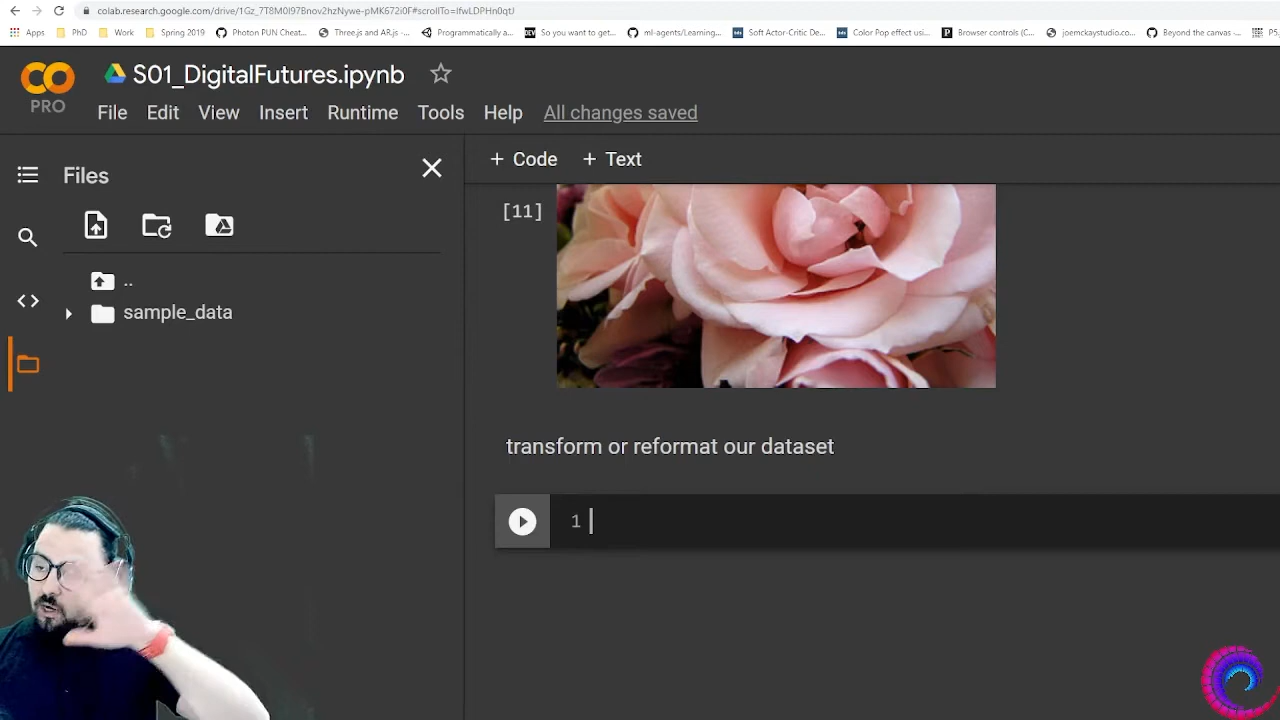 colab.research.google.com/drive/1Gz_7T8M0I97Bnov2hzNywe-pMK672i0F#scrollTo=IfwLDPHn0qtU
Apps PhD Work Spring 2019 Photon PUN Cheat... Three.js and AR.js -... Programmatically a... So you want to get... ml-agents/Learning... Soft Actor-Critic De... Color Pop effect usi... Browser controls (C... joemckaystudio.co... Beyond the canvas -... P5
CO S01_DigitalFutures.ipynb
PRO File Edit View Insert Runtime Tools Help All changes saved
Files
+ Code + Text
[11]
..
sample_data
transform or reformat our dataset
1